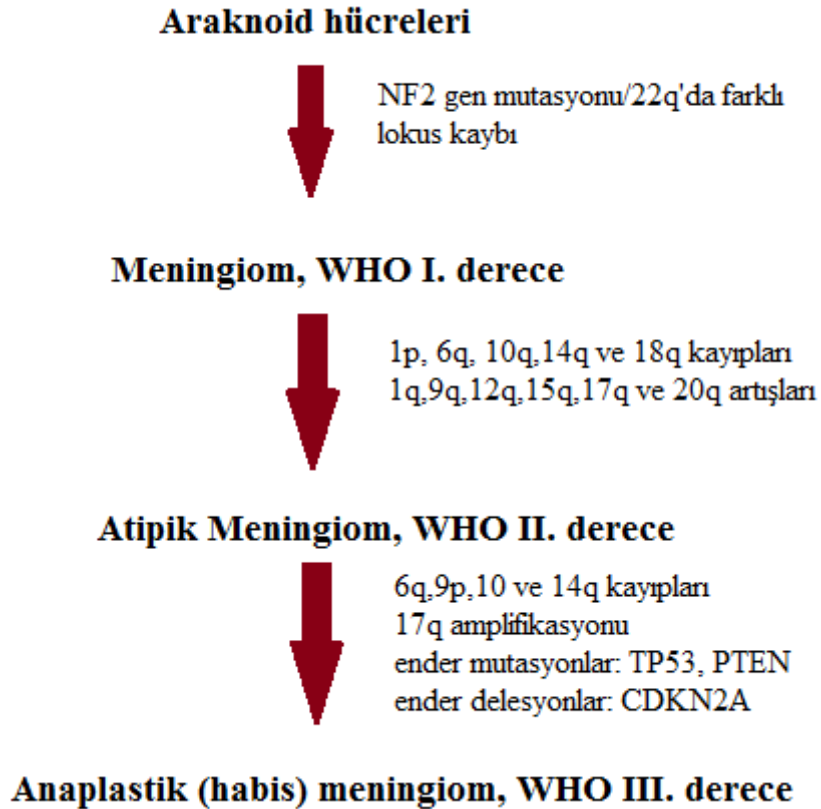 Araknoid hücreleri
NF2 gen mutasyonu/22q'da farklı
lokus kaybı
Meningiom, WHO I. derece
1p, 6q, 10q,14q ve 18q kayıpları
1q,9q,12q,15q,17q ve 20q artışları
Atipik Meningiom, WHO II. derece
6q,9p,10 ve 14q kayıpları
17q amplifikasyonu
ender mutasyonlar: TP53, PTEN
ender delesyonlar: CDKN2A
Anaplastik (habis) meningiom, WHO III. derece